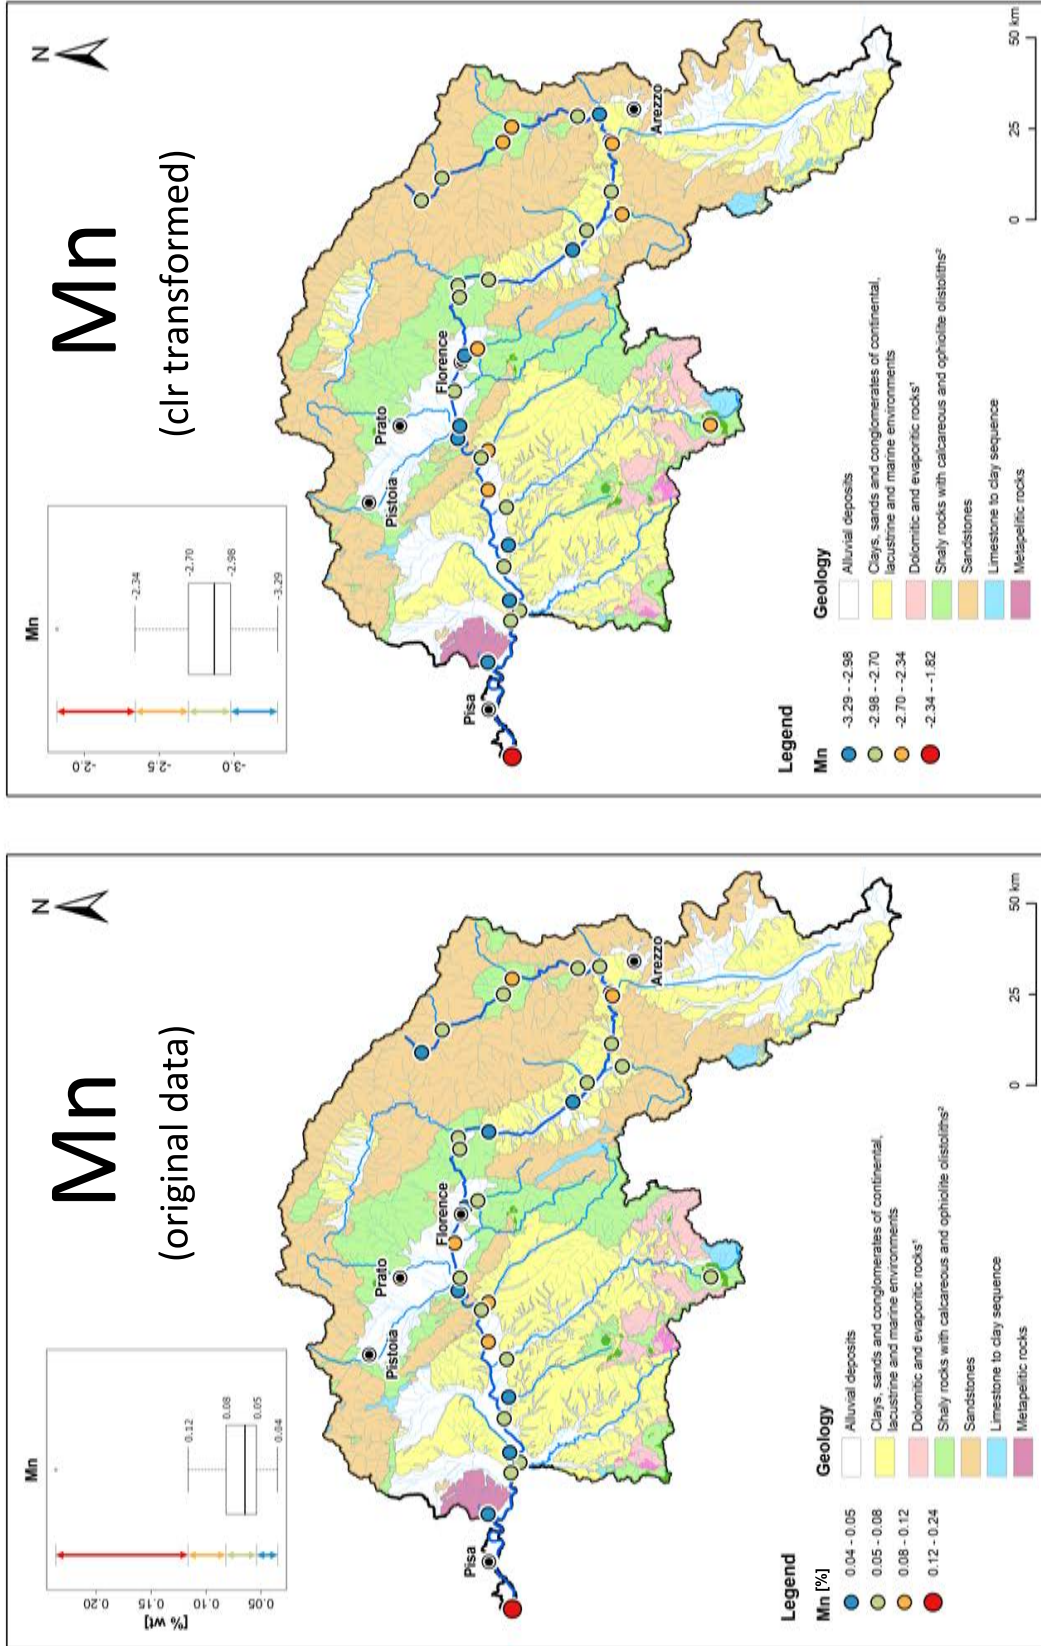 Mn
(original data)
N
Mn
[% wt]
0.05
0.10
0.15
0.20
0.12
0.08
0.05
0.04
Pistoia
Prato
Florence
Pisa
Arezzo
Legend
Mn [%]
0.04 - 0.05
0.05 - 0.08
0.08 - 0.12
0.12 - 0.24
Geology
Alluvial deposits
Clays, sands and conglomerates of continental,
lacustrine and marine environments
Dolomitic and evaporitic rocks¹
Shaly rocks with calcareous and ophiolite olistoliths²
Sandstones
Limestone to clay sequence
Metapelitic rocks
0 25 50 km
Mn
(clr transformed)
N
Mn
-2.0
-2.5
-3.0
-2.34
-2.70
-2.98
-3.29
Pistoia
Prato
Florence
Pisa
Arezzo
Legend
Mn
-3.29 - -2.98
-2.98 - -2.70
-2.70 - -2.34
-2.34 - -1.82
Geology
Alluvial deposits
Clays, sands and conglomerates of continental,
lacustrine and marine environments
Dolomitic and evaporitic rocks¹
Shaly rocks with calcareous and ophiolite olistoliths²
Sandstones
Limestone to clay sequence
Metapelitic rocks
0 25 50 km